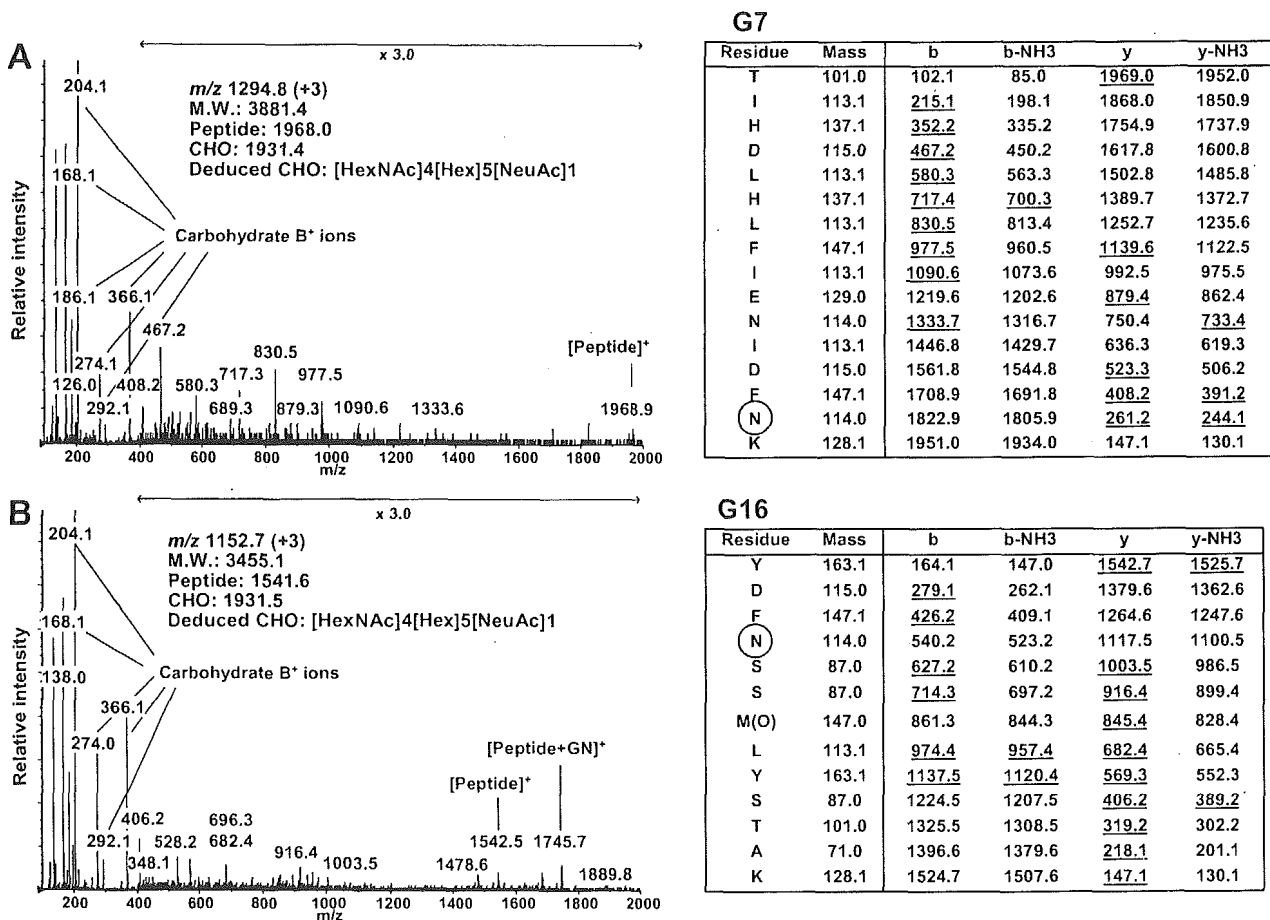 A
x 3.0
204.1
m/z 1294.8 (+3)
M.W.: 3881.4
Peptide: 1968.0
CHO: 1931.4
Deduced CHO: [HexNAc]4[Hex]5[NeuAc]1
168.1
Carbohydrate B+ ions
186.1
366.1
467.2
274.1
126.0
408.2
292.1
580.3
717.3
689.3
830.5
977.5
879.3
1090.6
1333.6
[Peptide]+
1968.9
Relative intensity
200 400 600 800 1000 1200 1400 1600 1800 2000
m/z
G7
Residue Mass b b-NH3 y y-NH3
T 101.0 102.1 85.0 1969.0 1952.0
I 113.1 215.1 198.1 1868.0 1850.9
H 137.1 352.2 335.2 1754.9 1737.9
D 115.0 467.2 450.2 1617.8 1600.8
L 113.1 580.3 563.3 1502.8 1485.8
H 137.1 717.4 700.3 1389.7 1372.7
L 113.1 830.5 813.4 1252.7 1235.6
F 147.1 977.5 960.5 1139.6 1122.5
I 113.1 1090.6 1073.6 992.5 975.5
E 129.0 1219.6 1202.6 879.4 862.4
N 114.0 1333.7 1316.7 750.4 733.4
I 113.1 1446.8 1429.7 636.3 619.3
D 115.0 1561.8 1544.8 523.3 506.2
F 147.1 1708.9 1691.8 408.2 391.2
N 114.0 1822.9 1805.9 261.2 244.1
K 128.1 1951.0 1934.0 147.1 130.1
B
x 3.0
204.1
m/z 1152.7 (+3)
M.W.: 3455.1
Peptide: 1541.6
CHO: 1931.5
Deduced CHO: [HexNAc]4[Hex]5[NeuAc]1
168.1
138.0
Carbohydrate B+ ions
366.1
274.0
406.2
292.1
348.1
528.2
696.3
682.4
916.4
1003.5
1478.6
[Peptide]+
1542.5
[Peptide+GN]+
1745.7
1889.8
Relative intensity
200 400 600 800 1000 1200 1400 1600 1800 2000
m/z
G16
Residue Mass b b-NH3 y y-NH3
Y 163.1 164.1 147.0 1542.7 1525.7
D 115.0 279.1 262.1 1379.6 1362.6
F 147.1 426.2 409.1 1264.6 1247.6
N 114.0 540.2 523.2 1117.5 1100.5
S 87.0 627.2 610.2 1003.5 986.5
S 87.0 714.3 697.2 916.4 899.4
M(O) 147.0 861.3 844.3 845.4 828.4
L 113.1 974.4 957.4 682.4 665.4
Y 163.1 1137.5 1120.4 569.3 552.3
S 87.0 1224.5 1207.5 406.2 389.2
T 101.0 1325.5 1308.5 319.2 302.2
A 71.0 1396.6 1379.6 218.1 201.1
K 128.1 1524.7 1507.6 147.1 130.1